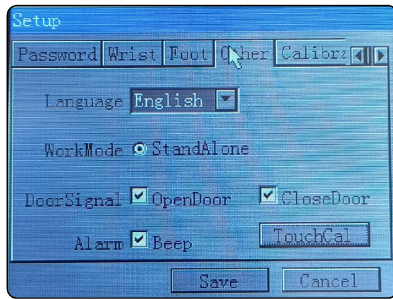 Setup
Password Wrist Foot Other Calibra
Language English
WorkMode StandAlone
DoorSignal OpenDoor CloseDoor
Alarm Beep TouchCal
Save Cancel